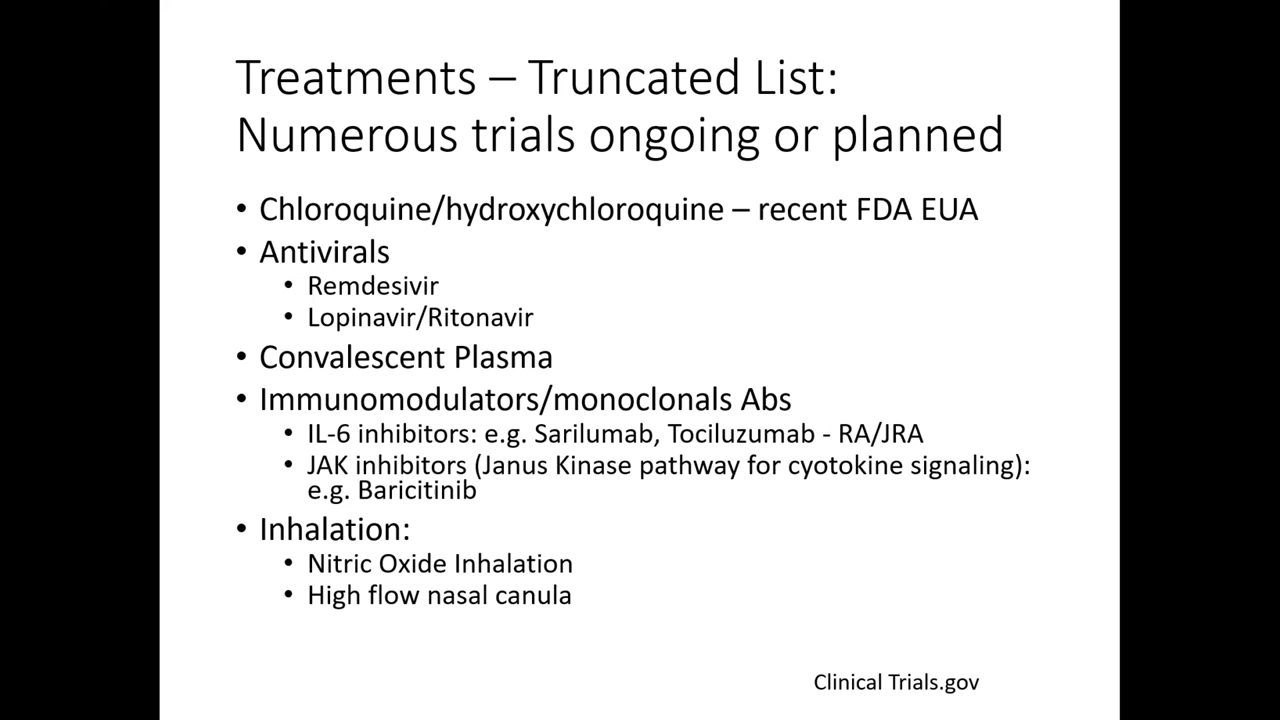 Treatments – Truncated List:
Numerous trials ongoing or planned
• Chloroquine/hydroxychloroquine – recent FDA EUA
• Antivirals
• Remdesivir
• Lopinavir/Ritonavir
• Convalescent Plasma
• Immunomodulators/monoclonals Abs
• IL-6 inhibitors: e.g. Sarilumab, Tociluzumab - RA/JRA
• JAK inhibitors (Janus Kinase pathway for cyotokine signaling):
e.g. Baricitinib
• Inhalation:
• Nitric Oxide Inhalation
• High flow nasal canula
Clinical Trials.gov